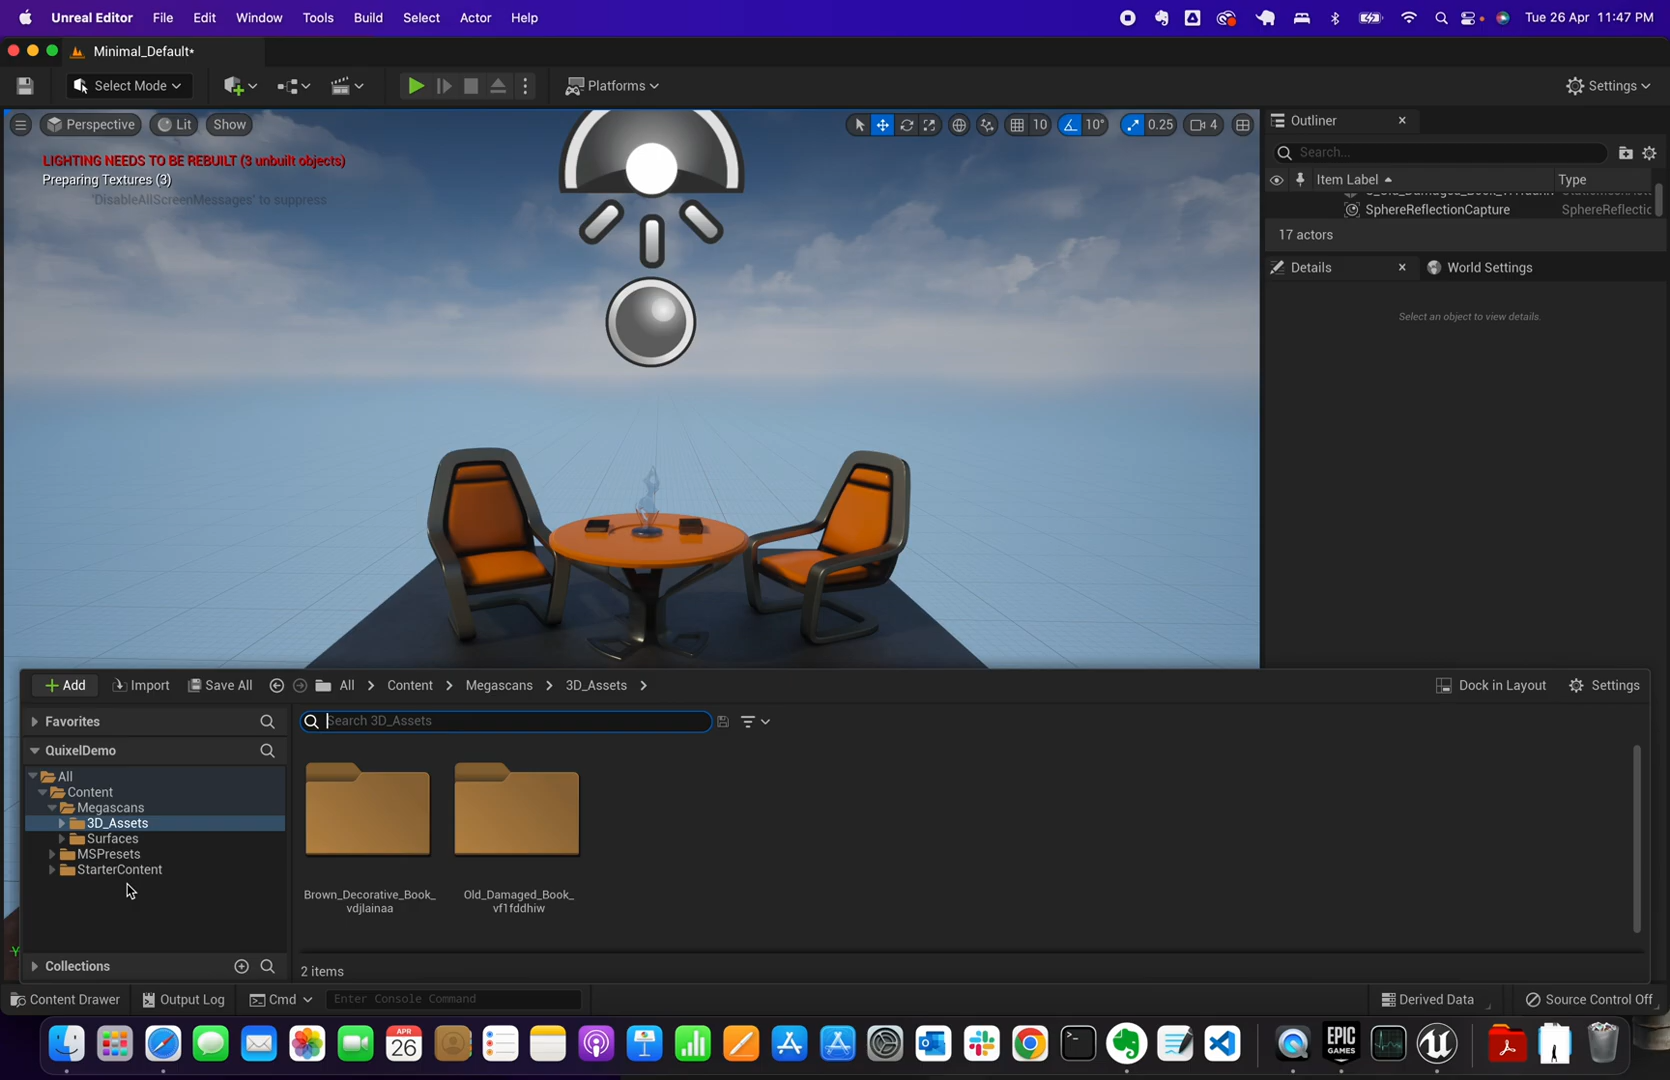 Unreal Editor File Edit Window Tools Build Select Actor Help Tue 26 Apr 11:47 PM
Minimal_Default*
Select Mode Platforms Settings
Perspective Lit Show 10 10° 0.25 4
LIGHTING NEEDS TO BE REBUILT (3 unbuilt objects)
Preparing Textures (3)
'DisableAllScreenMessages' to suppress
Outliner
Search...
Item Label Type
SphereReflectionCapture SphereReflectic
17 actors
Details World Settings
Select an object to view details.
Add Import Save All All Content Megascans 3D_Assets Dock in Layout Settings
Favorites
Search 3D_Assets
QuixelDemo
All
Content
Megascans
3D_Assets
Surfaces
MSPresets
StarterContent
Brown_Decorative_Book_
vdjlainaa
Old_Damaged_Book_
vf1fddhiw
Collections
2 items
Content Drawer Output Log Cmd Enter Console Command Derived Data Source Control Off
APR
26
EPIC
GAMES